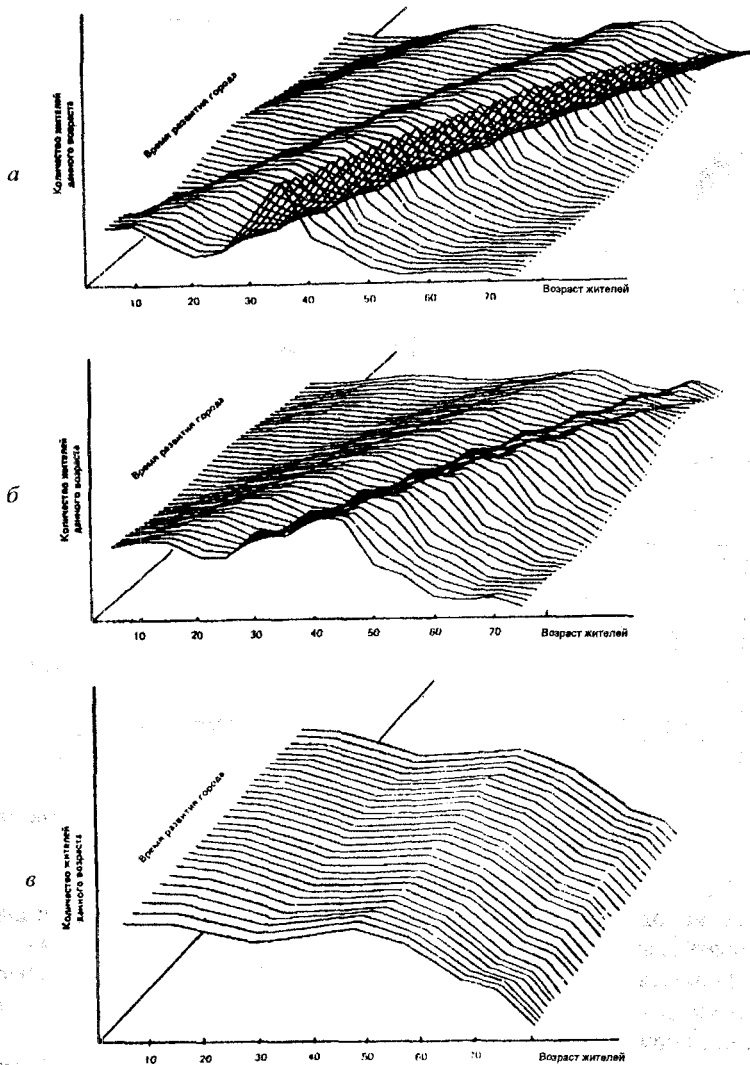 а
Количество жителей
данного возраста
Время развития города
10 20 30 40 50 60 70 Возраст жителей
б
Количество жителей
данного возраста
Время развития города
10 20 30 40 50 60 70 Возраст жителей
в
Количество жителей
данного возраста
Время развития города
10 20 30 40 50 60 70 Возраст жителей